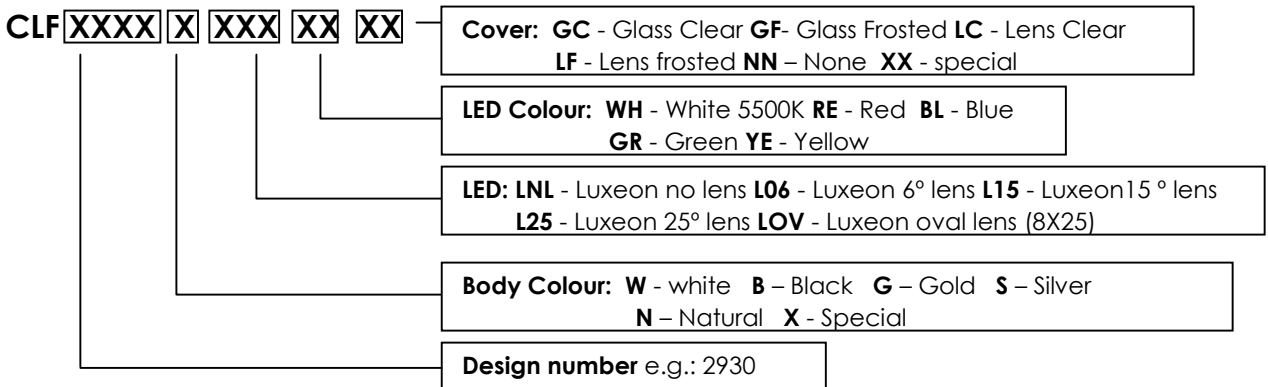 CLF XXXX X XXX XX XX
Cover: GC - Glass Clear GF- Glass Frosted LC - Lens Clear
LF - Lens frosted NN – None XX - special
LED Colour: WH - White 5500K RE - Red BL - Blue
GR - Green YE - Yellow
LED: LNL - Luxeon no lens L06 - Luxeon 6º lens L15 - Luxeon15 º lens
L25 - Luxeon 25º lens LOV - Luxeon oval lens (8X25)
Body Colour: W - white B – Black G – Gold S – Silver
N – Natural X - Special
Design number e.g.: 2930